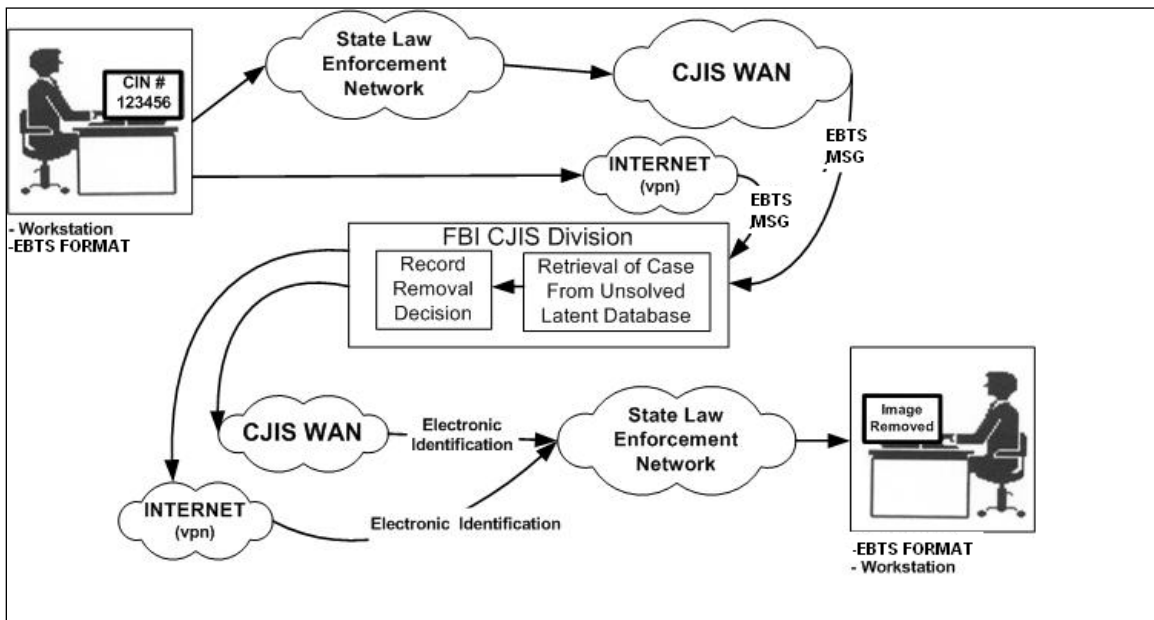 CIN #
123456
- Workstation
-EBTS FORMAT
State Law
Enforcement
Network
CJIS WAN
EBTS
MSG
INTERNET
(vpn)
EBTS
MSG
FBI CJIS Division
Record
Removal
Decision
Retrieval of Case
From Unsolved
Latent Database
CJIS WAN
Electronic
Identification
INTERNET
(vpn)
Electronic Identification
State Law
Enforcement
Network
Image
Removed
-EBTS FORMAT
- Workstation